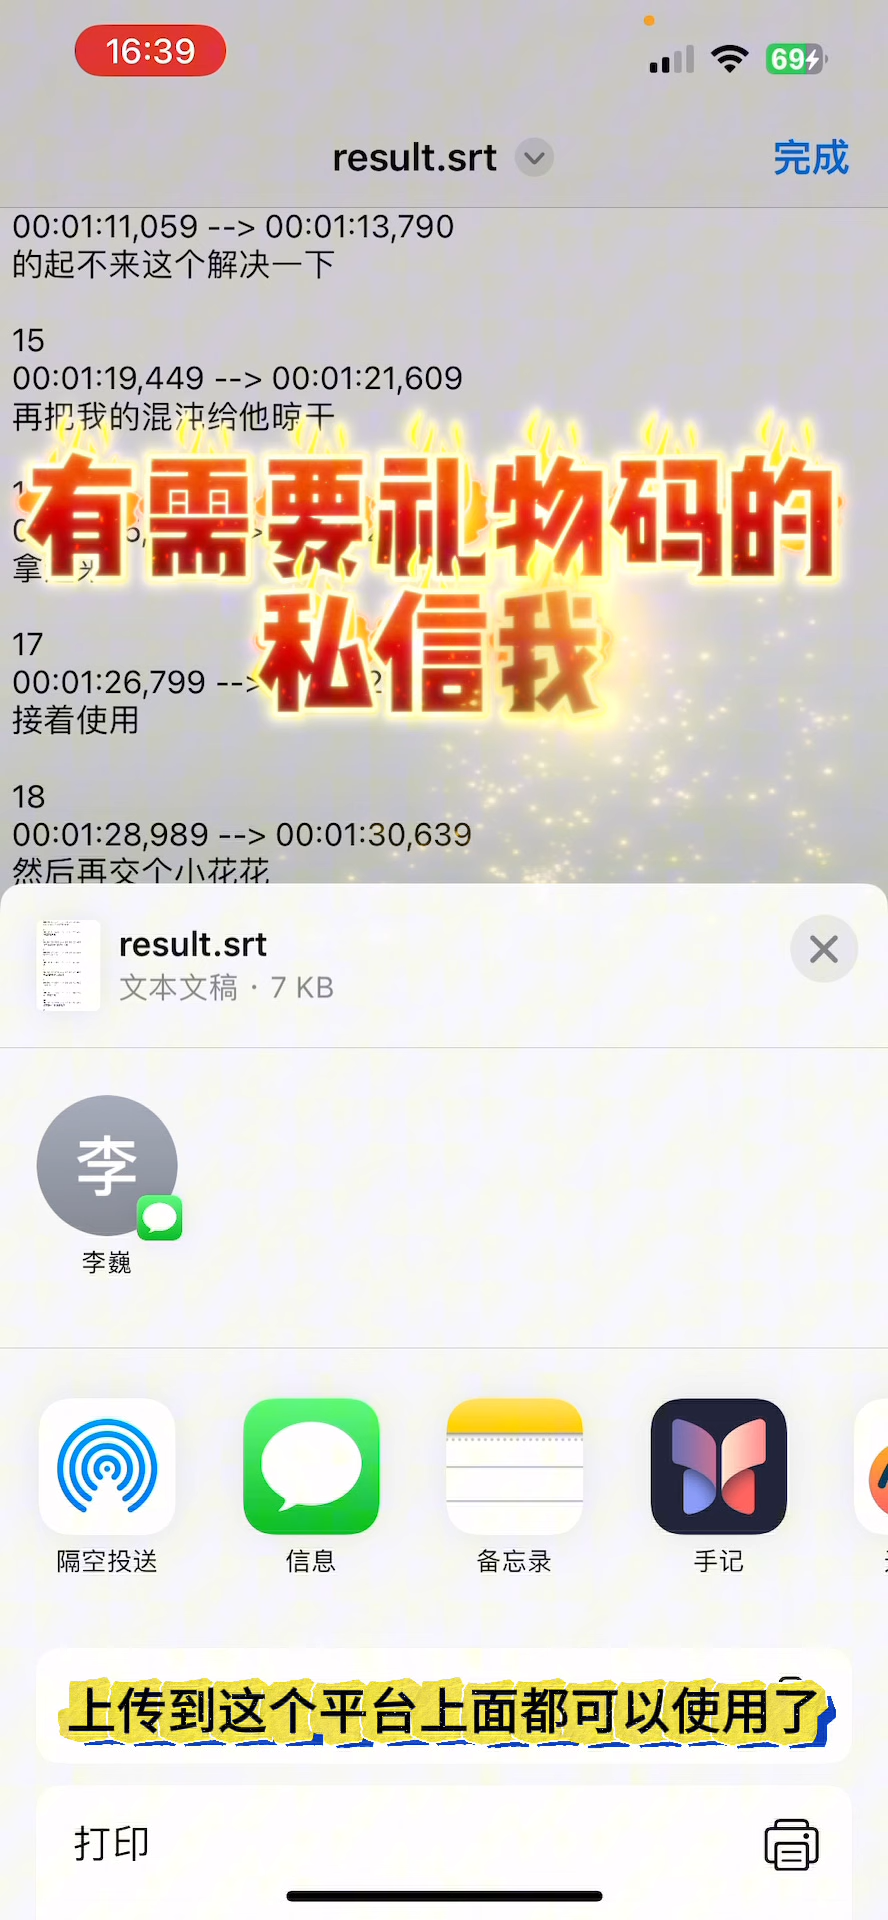 16:39
69
result.srt
完成
00:01:11,059 --> 00:01:13,790
的起不来这个解决一下
15
00:01:19,449 --> 00:01:21,609
再把我的混沌给他晾干
有需要礼物码的
私信我
拿
17
00:01:26,799 -->
接着使用
18
00:01:28,989 --> 00:01:30,639
然后再交个小花花
result.srt
文本文稿 · 7 KB
李
李巍
隔空投送
信息
备忘录
手记
上传到这个平台上面都可以使用了
打印